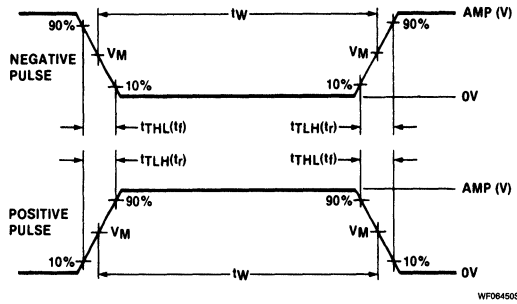 tW
AMP (V)
90% 90%
NEGATIVE
PULSE
VM VM
10% 10%
0V
tTHL(tf) tTLH(tr)
tTLH(tr) tTHL(tf)
AMP (V)
90% 90%
POSITIVE
PULSE
VM VM
10% 10%
tW
0V
WF06450S